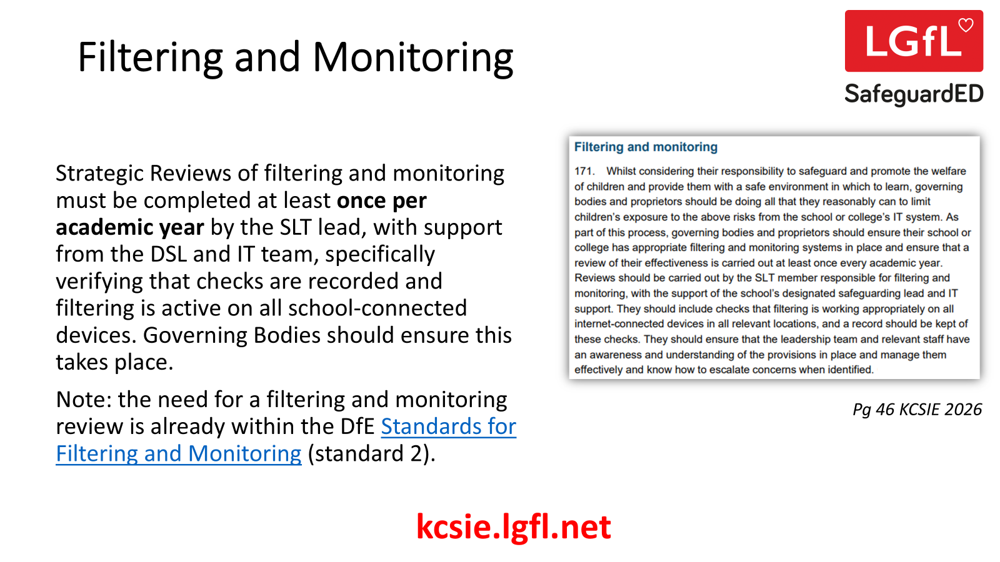 Filtering and Monitoring
LGfL
SafeguardED
Strategic Reviews of filtering and monitoring
must be completed at least once per
academic year by the SLT lead, with support
from the DSL and IT team, specifically
verifying that checks are recorded and
filtering is active on all school-connected
devices. Governing Bodies should ensure this
takes place.
Note: the need for a filtering and monitoring
review is already within the DfE Standards for
Filtering and Monitoring (standard 2).
Filtering and monitoring
171. Whilst considering their responsibility to safeguard and promote the welfare
of children and provide them with a safe environment in which to learn, governing
bodies and proprietors should be doing all that they reasonably can to limit
children's exposure to the above risks from the school or college's IT system. As
part of this process, governing bodies and proprietors should ensure their school or
college has appropriate filtering and monitoring systems in place and ensure that a
review of their effectiveness is carried out at least once every academic year.
Reviews should be carried out by the SLT member responsible for filtering and
monitoring, with the support of the school's designated safeguarding lead and IT
support. They should include checks that filtering is working appropriately on all
internet-connected devices in all relevant locations, and a record should be kept of
these checks. They should ensure that the leadership team and relevant staff have
an awareness and understanding of the provisions in place and manage them
effectively and know how to escalate concerns when identified.
Pg 46 KCSIE 2026
kcsie.lgfl.net